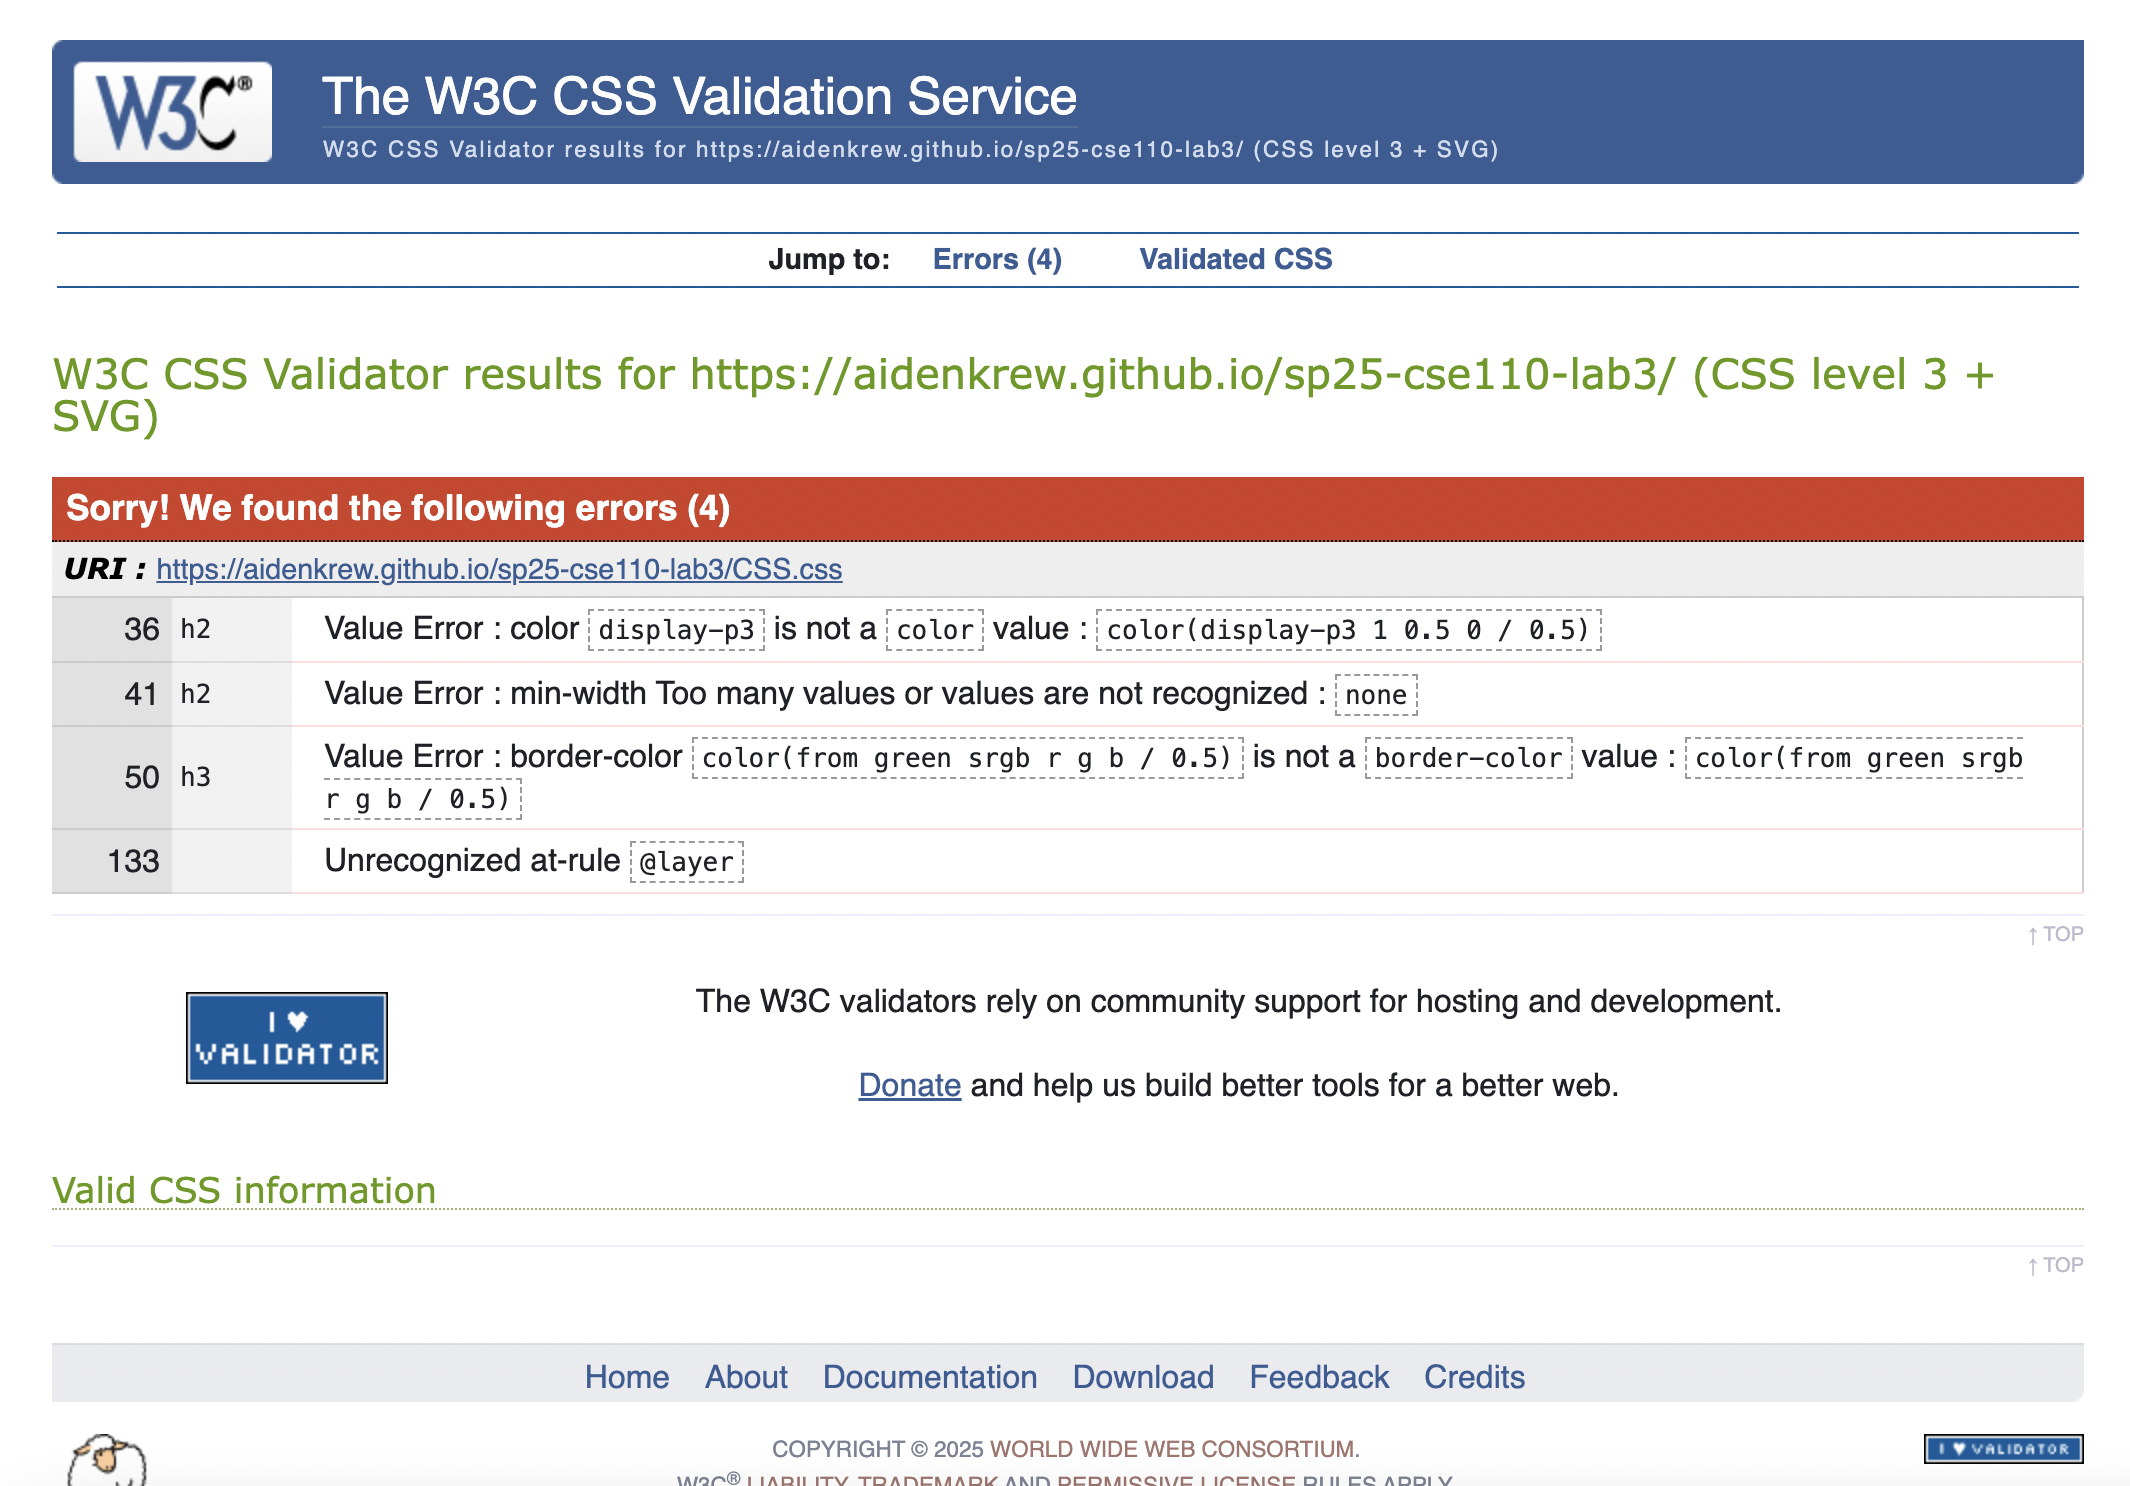 W3C®
The W3C CSS Validation Service
W3C CSS Validator results for https://aidenkrew.github.io/sp25-cse110-lab3/ (CSS level 3 + SVG)
Jump to: Errors (4) Validated CSS
W3C CSS Validator results for https://aidenkrew.github.io/sp25-cse110-lab3/ (CSS level 3 +
SVG)
Sorry! We found the following errors (4)
URI : https://aidenkrew.github.io/sp25-cse110-lab3/CSS.css
36 h2 Value Error : color display-p3 is not a color value : color(display-p3 1 0.5 0 / 0.5)
41 h2 Value Error : min-width Too many values or values are not recognized : none
50 h3 Value Error : border-color color(from green srgb r g b / 0.5) is not a border-color value : color(from green srgb
r g b / 0.5)
133 Unrecognized at-rule @layer
↑ TOP
I ♥
VALIDATOR
The W3C validators rely on community support for hosting and development.
Donate and help us build better tools for a better web.
Valid CSS information
↑ TOP
Home About Documentation Download Feedback Credits
COPYRIGHT © 2025 WORLD WIDE WEB CONSORTIUM.
I ♥ VALIDATOR
W3C® LIABILITY, TRADEMARK AND PERMISSIVE LICENSE RULES APPLY